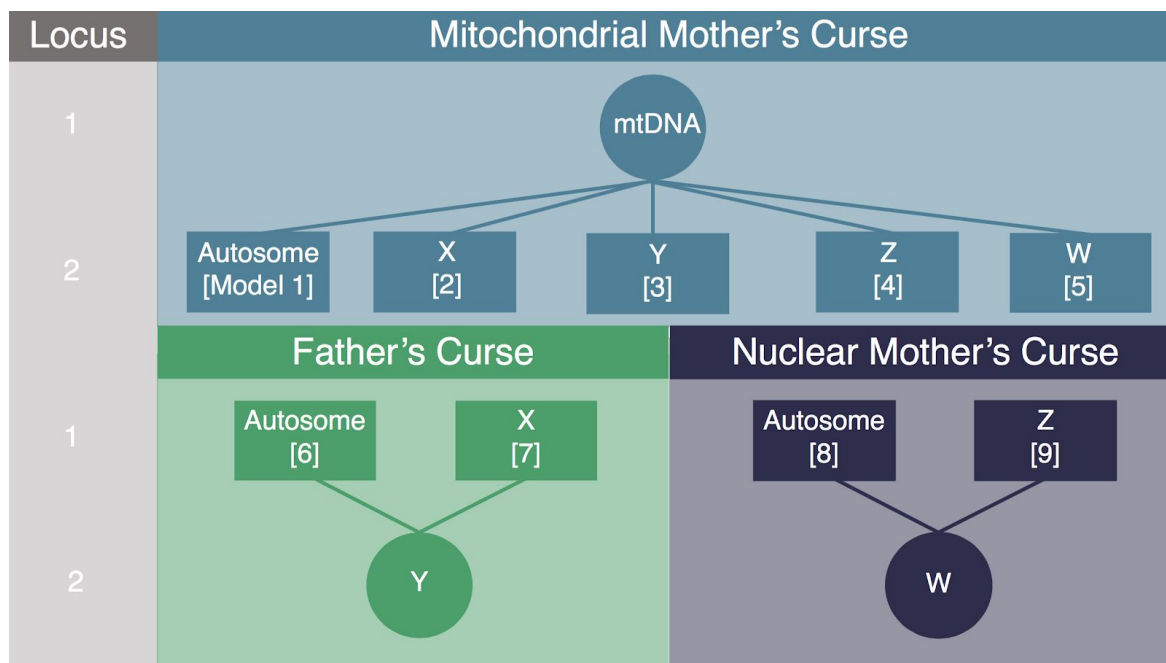 Locus
Mitochondrial Mother's Curse
1
mtDNA
2
Autosome
[Model 1]
X
[2]
Y
[3]
Z
[4]
W
[5]
Father's Curse
Nuclear Mother's Curse
1
Autosome
[6]
X
[7]
Autosome
[8]
Z
[9]
2
Y
W